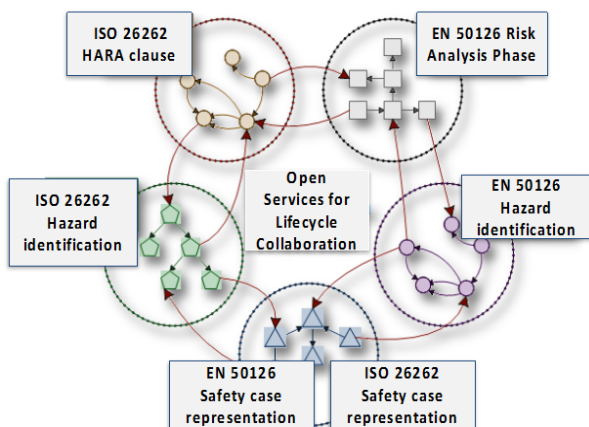 ISO 26262
HARA clause
EN 50126 Risk
Analysis Phase
ISO 26262
Hazard
identification
Open
Services for
Lifecycle
Collaboration
EN 50126
Hazard
identification
EN 50126
Safety case
representation
ISO 26262
Safety case
representation